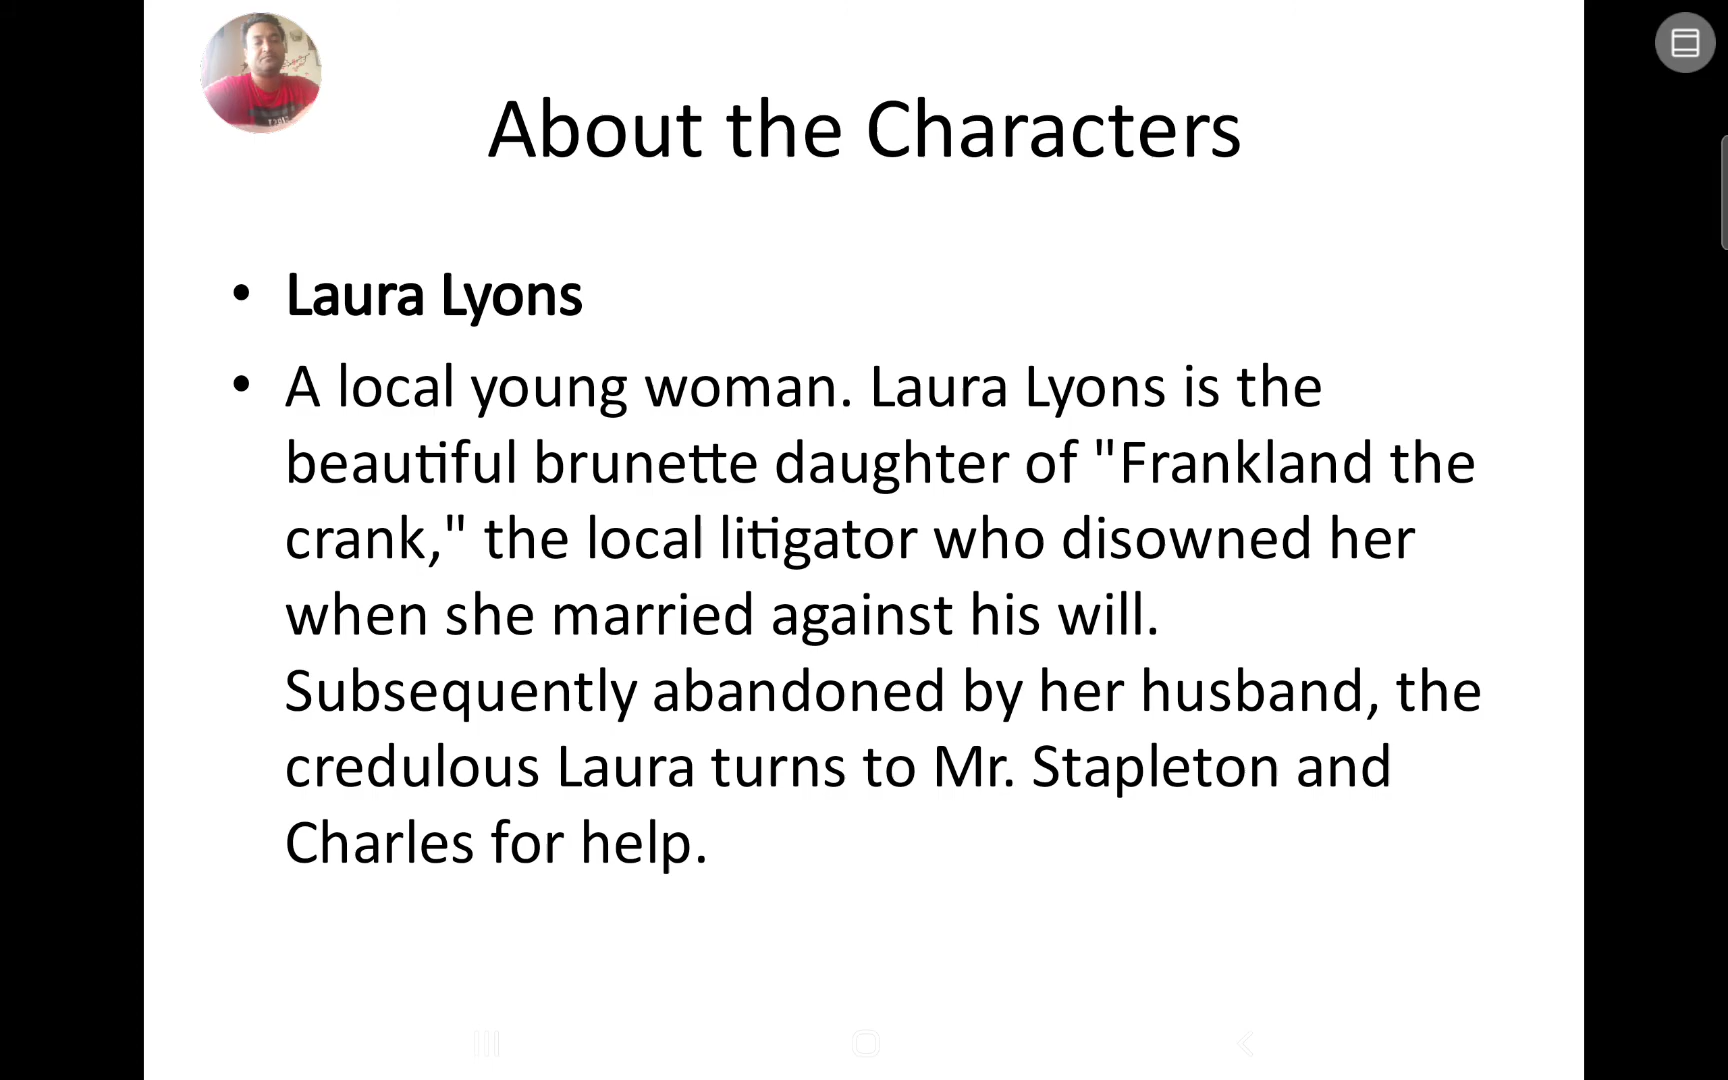 About the Characters
• Laura Lyons
• A local young woman. Laura Lyons is the
beautiful brunette daughter of "Frankland the
crank," the local litigator who disowned her
when she married against his will.
Subsequently abandoned by her husband, the
credulous Laura turns to Mr. Stapleton and
Charles for help.